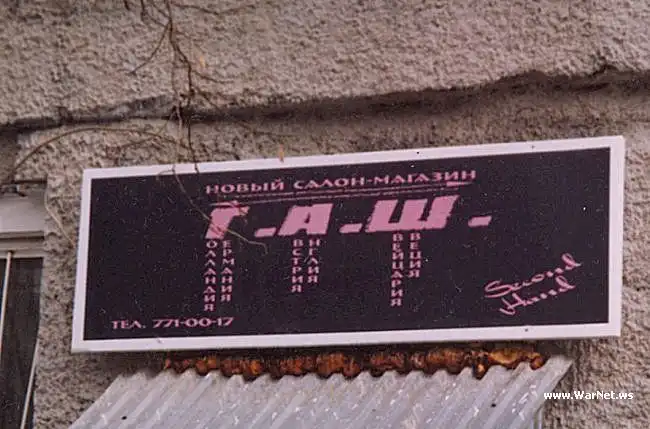 НОВЫЙ САЛОН-МАГАЗИН
Г.А.Ш.
ОЛЛАНДИЯ
ЕРМАНИЯ
ВСТРИЯ
НГЛИЯ
ВЕЙЦАРИЯ
ВЕЦИЯ
Second
Hand
ТЕЛ. 771-00-17
www.WarNet.ws